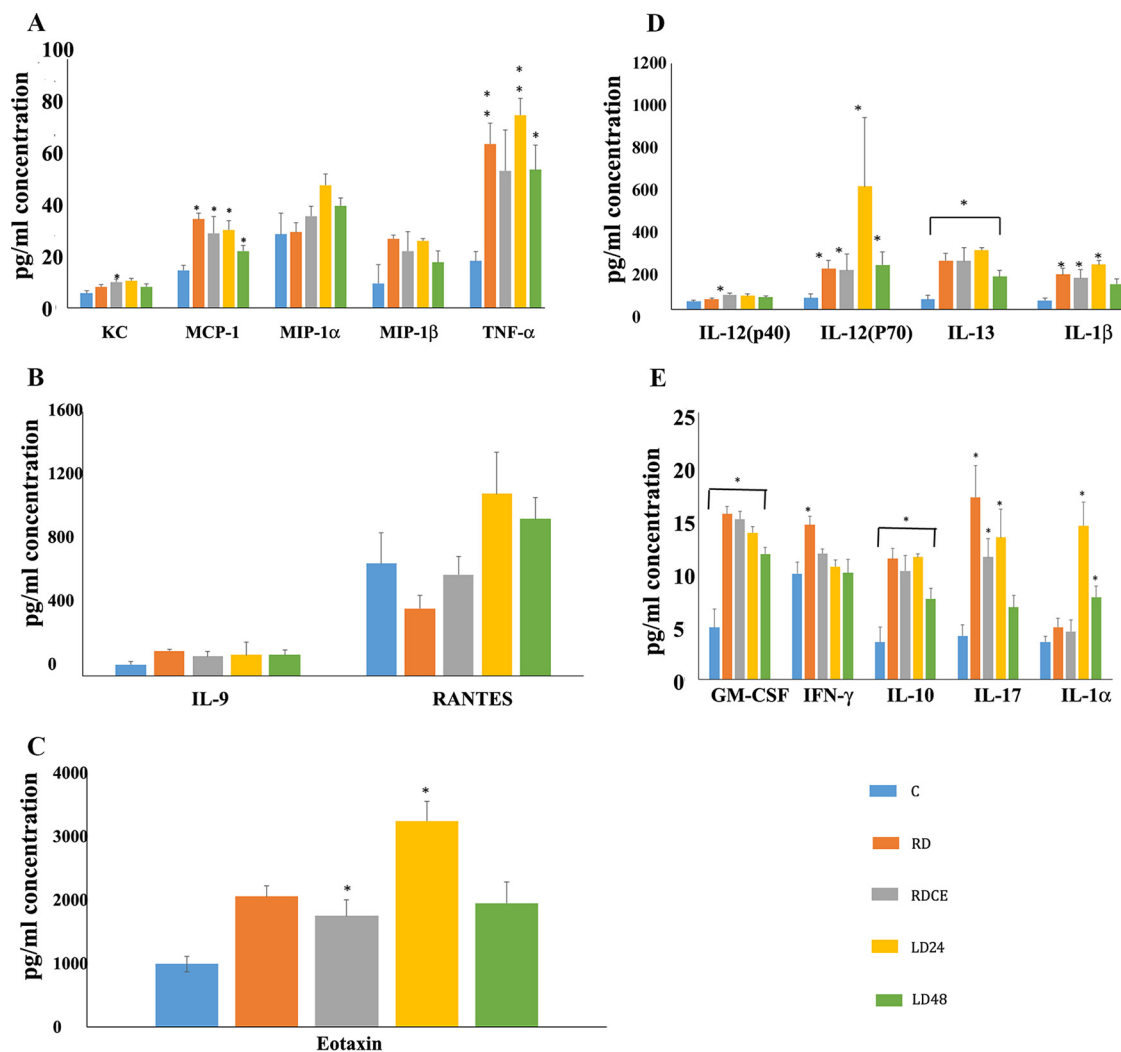 A
100
80
60
40
20
0
pg/ml concentration
* * * * * * * * * *
KC MCP-1 MIP-1α MIP-1β TNF-α
B
1600
1200
800
400
0
pg/ml concentration
IL-9 RANTES
C
4000
3000
2000
1000
0
pg/ml concentration
* *
Eotaxin
D
1200
1000
800
600
400
200
0
pg/ml concentration
* * * * * * * * *
IL-12(p40) IL-12(P70) IL-13 IL-1β
E
25
20
15
10
5
0
pg/ml concentration
* * * * * * * *
GM-CSF IFN-γ IL-10 IL-17 IL-1α
C
RD
RDCE
LD24
LD48